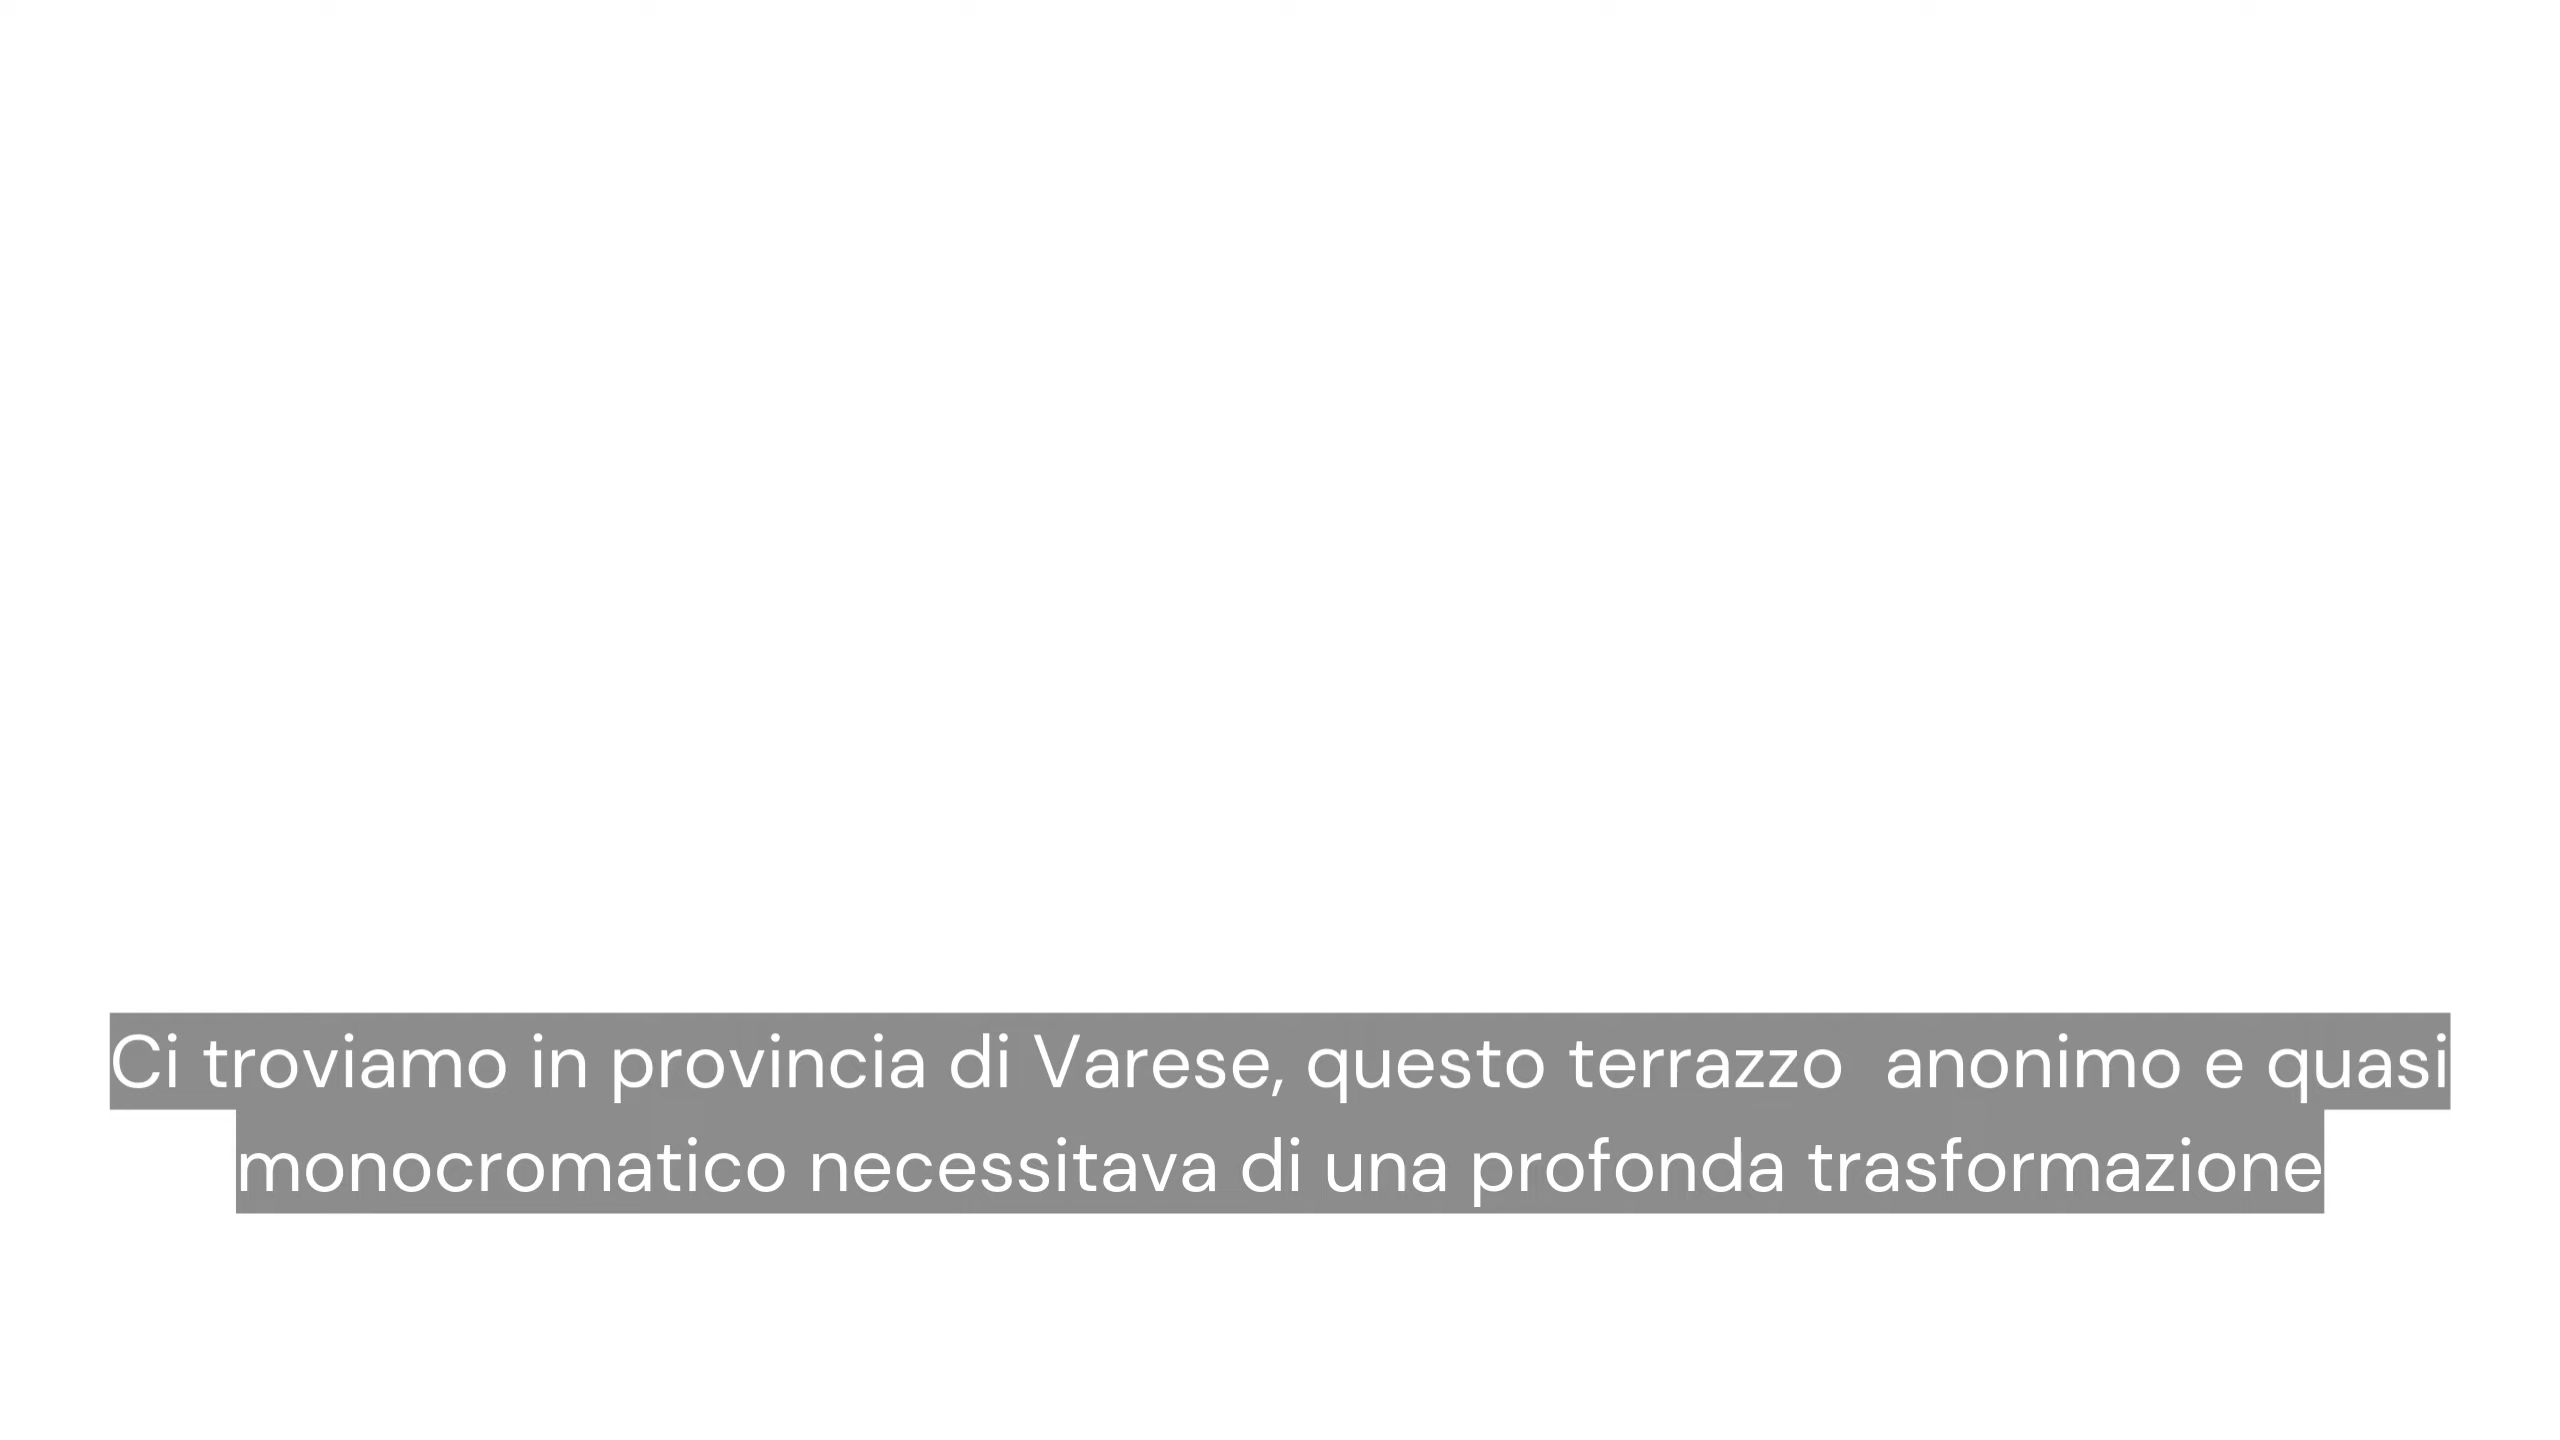 Ci troviamo in provincia di Varese, questo terrazzo  anonimo e quasi
monocromatico necessitava di una profonda trasformazione